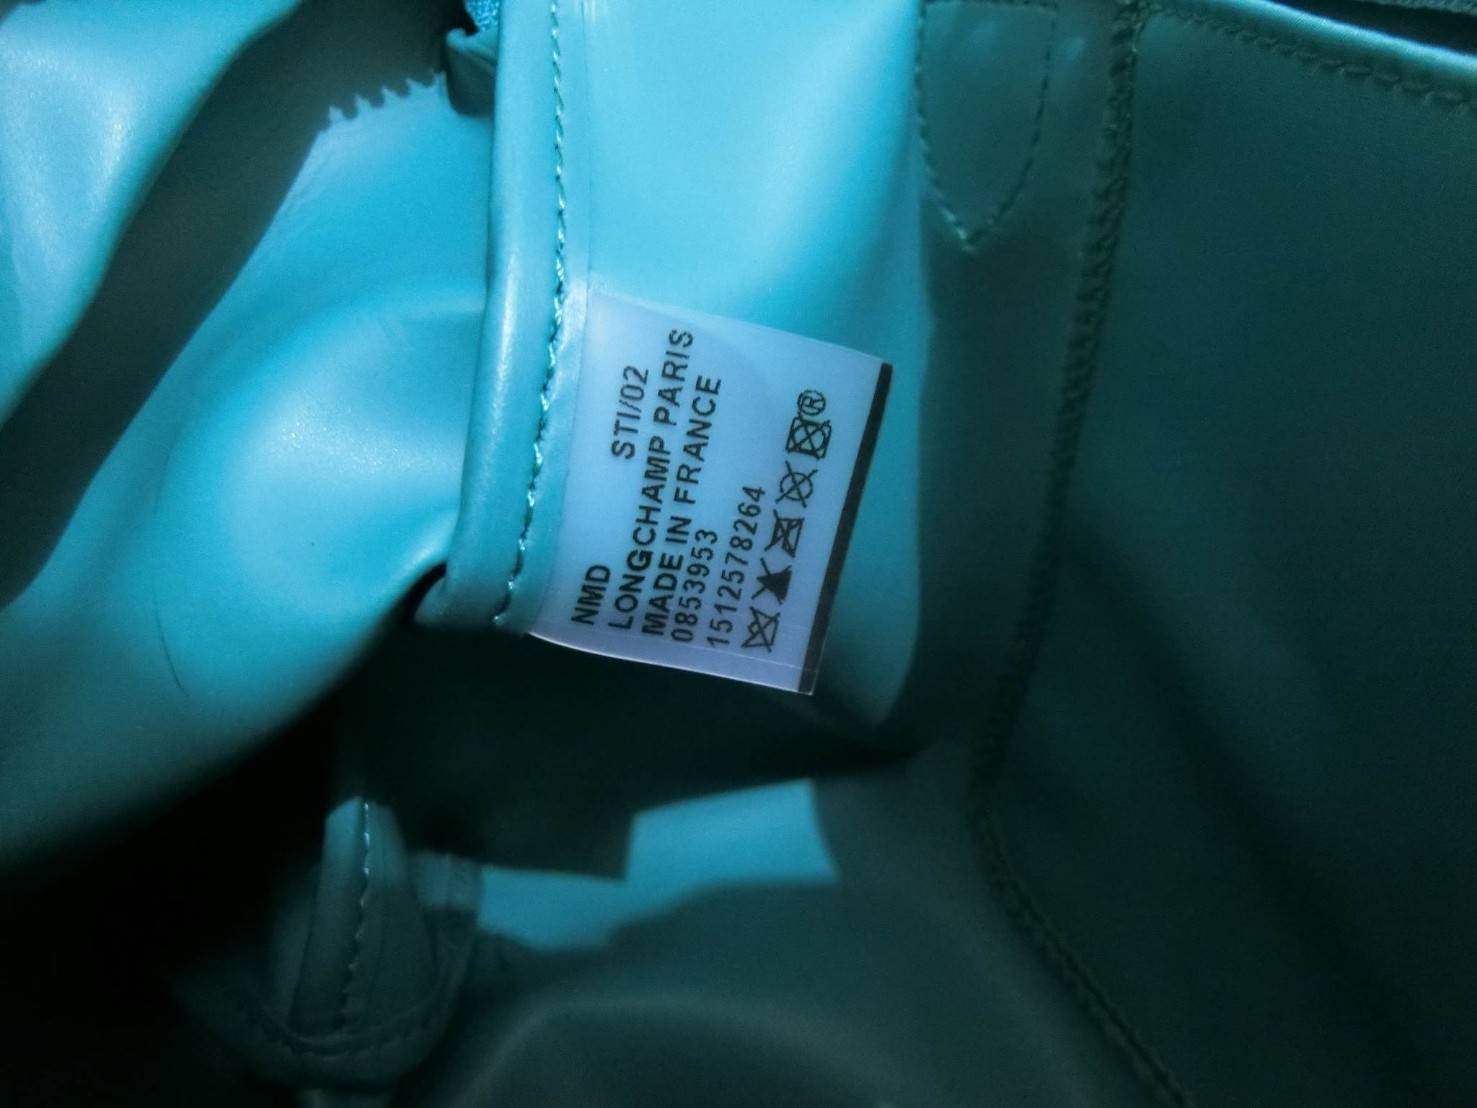 NMD STI/02
LONGCHAMP PARIS
MADE IN FRANCE
0853953
1512578264
®